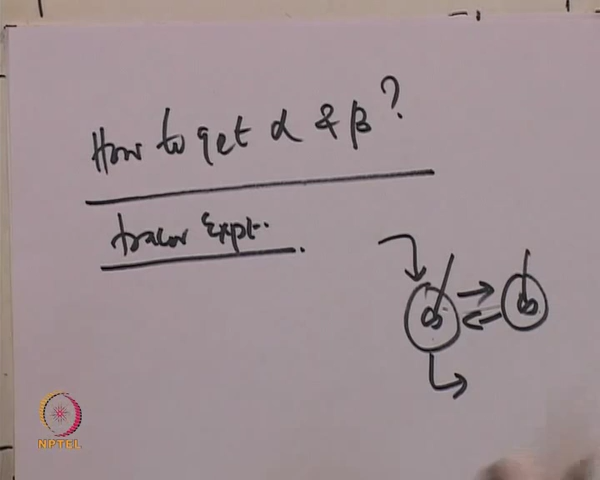 How to get α & β?
tracer Expt.
NPTEL